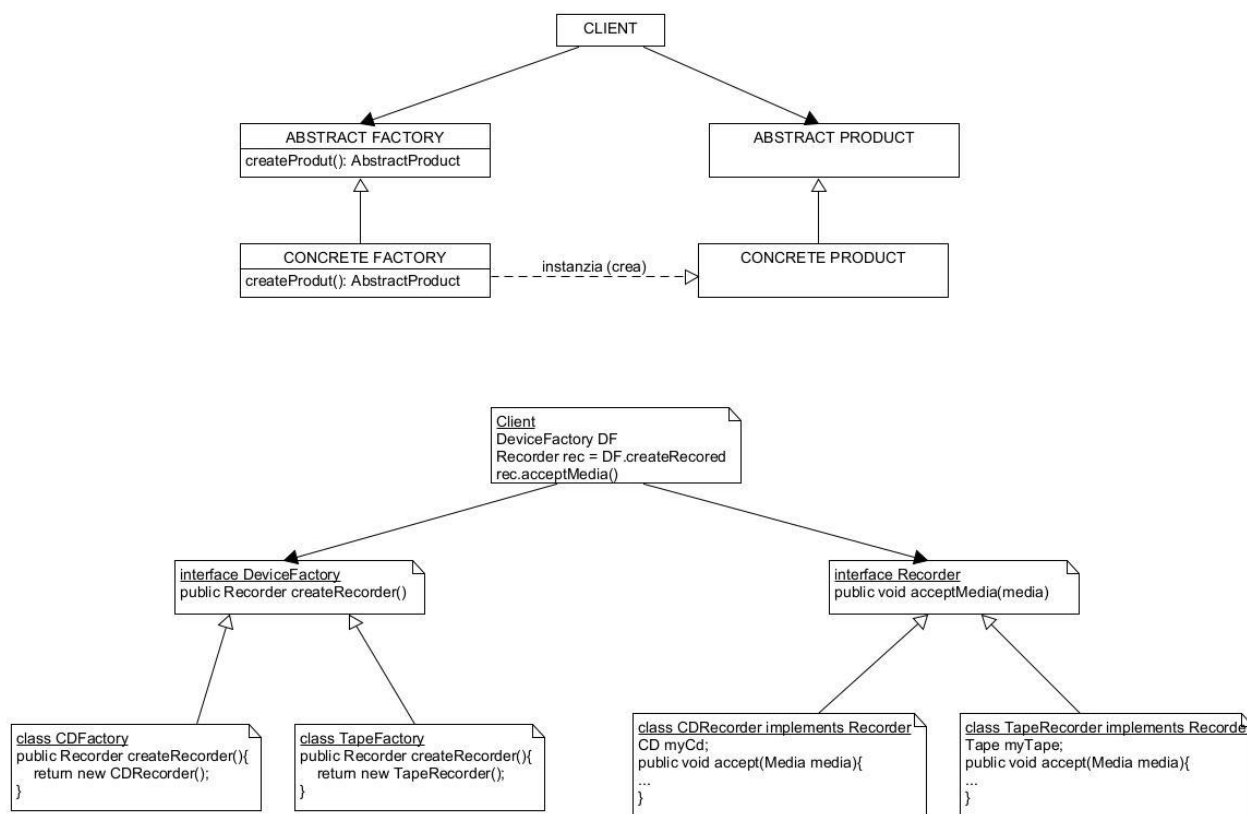 CLIENT
ABSTRACT FACTORY
createProdut(): AbstractProduct
ABSTRACT PRODUCT
CONCRETE FACTORY
createProdut(): AbstractProduct
instanzia (crea)
CONCRETE PRODUCT
Client
DeviceFactory DF
Recorder rec = DF.createRecored
rec.acceptMedia()
interface DeviceFactory
public Recorder createRecorder()
interface Recorder
public void acceptMedia(media)
class CDFactory
public Recorder createRecorder(){
return new CDRecorder();
}
class TapeFactory
public Recorder createRecorder(){
return new TapeRecorder();
}
class CDRecorder implements Recorder
CD myCd;
public void accept(Media media){
...
}
class TapeRecorder implements Recorder
Tape myTape;
public void accept(Media media){
...
}